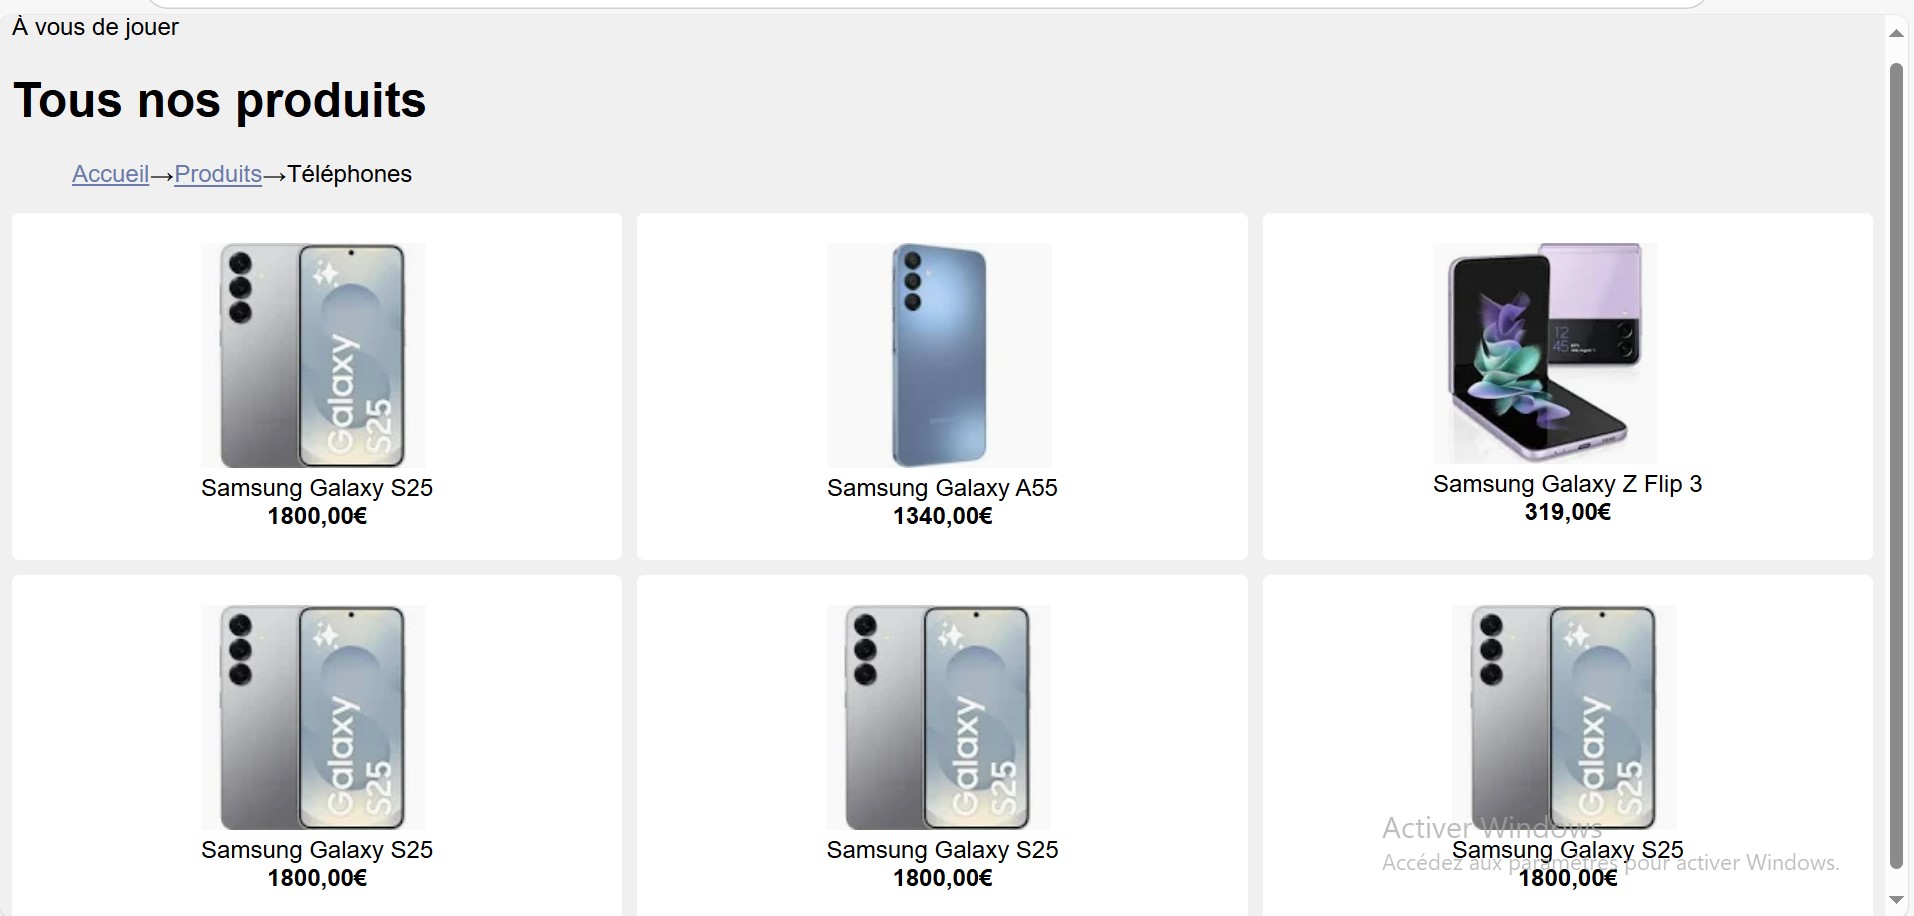 À vous de jouer
Tous nos produits
Accueil→Produits→Téléphones
Galaxy
S25
12
45
Samsung Galaxy S25
1800,00€
Samsung Galaxy A55
1340,00€
Samsung Galaxy Z Flip 3
319,00€
Galaxy
S25
Galaxy
S25
Galaxy
S25
Samsung Galaxy S25
1800,00€
Samsung Galaxy S25
1800,00€
Samsung Galaxy S25
1800,00€
Activer Windows
Accédez aux paramètres pour activer Windows.